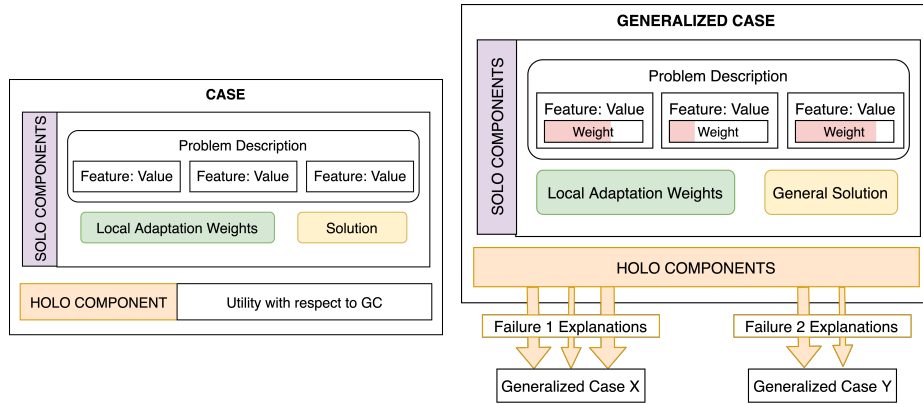 CASE
SOLO COMPONENTS
Problem Description
Feature: Value
Feature: Value
Feature: Value
Local Adaptation Weights
Solution
HOLO COMPONENT
Utility with respect to GC
GENERALIZED CASE
SOLO COMPONENTS
Problem Description
Feature: Value
Weight
Feature: Value
Weight
Feature: Value
Weight
Local Adaptation Weights
General Solution
HOLO COMPONENTS
Failure 1 Explanations
Failure 2 Explanations
Generalized Case X
Generalized Case Y